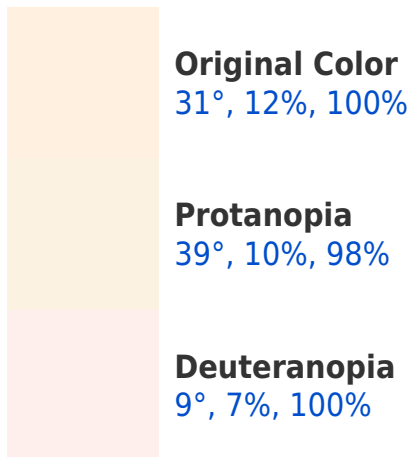 Original Color
31°, 12%, 100%
Protanopia
39°, 10%, 98%
Deuteranopia
9°, 7%, 100%